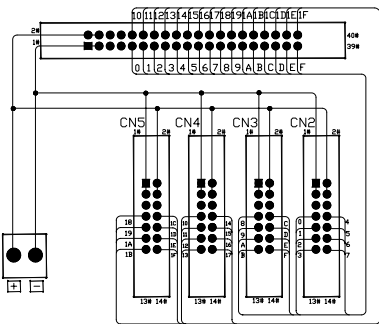 10 11 12 13 14 15 16 17 18 19 1A 1B 1C 1D 1E 1F
2# 40#
1# 39#
0 1 2 3 4 5 6 7 8 9 A B C D E F
CN5 CN4 CN3 CN2
1# 2# 1# 2# 1# 2# 1# 2#
18 1C 10 14 8 C 0 4
19 1D 11 15 9 D 1 5
1A 1E 12 16 A E 2 6
1B 1F 13 17 B F 3 7
+ −
13# 14# 13# 14# 13# 14# 13# 14#